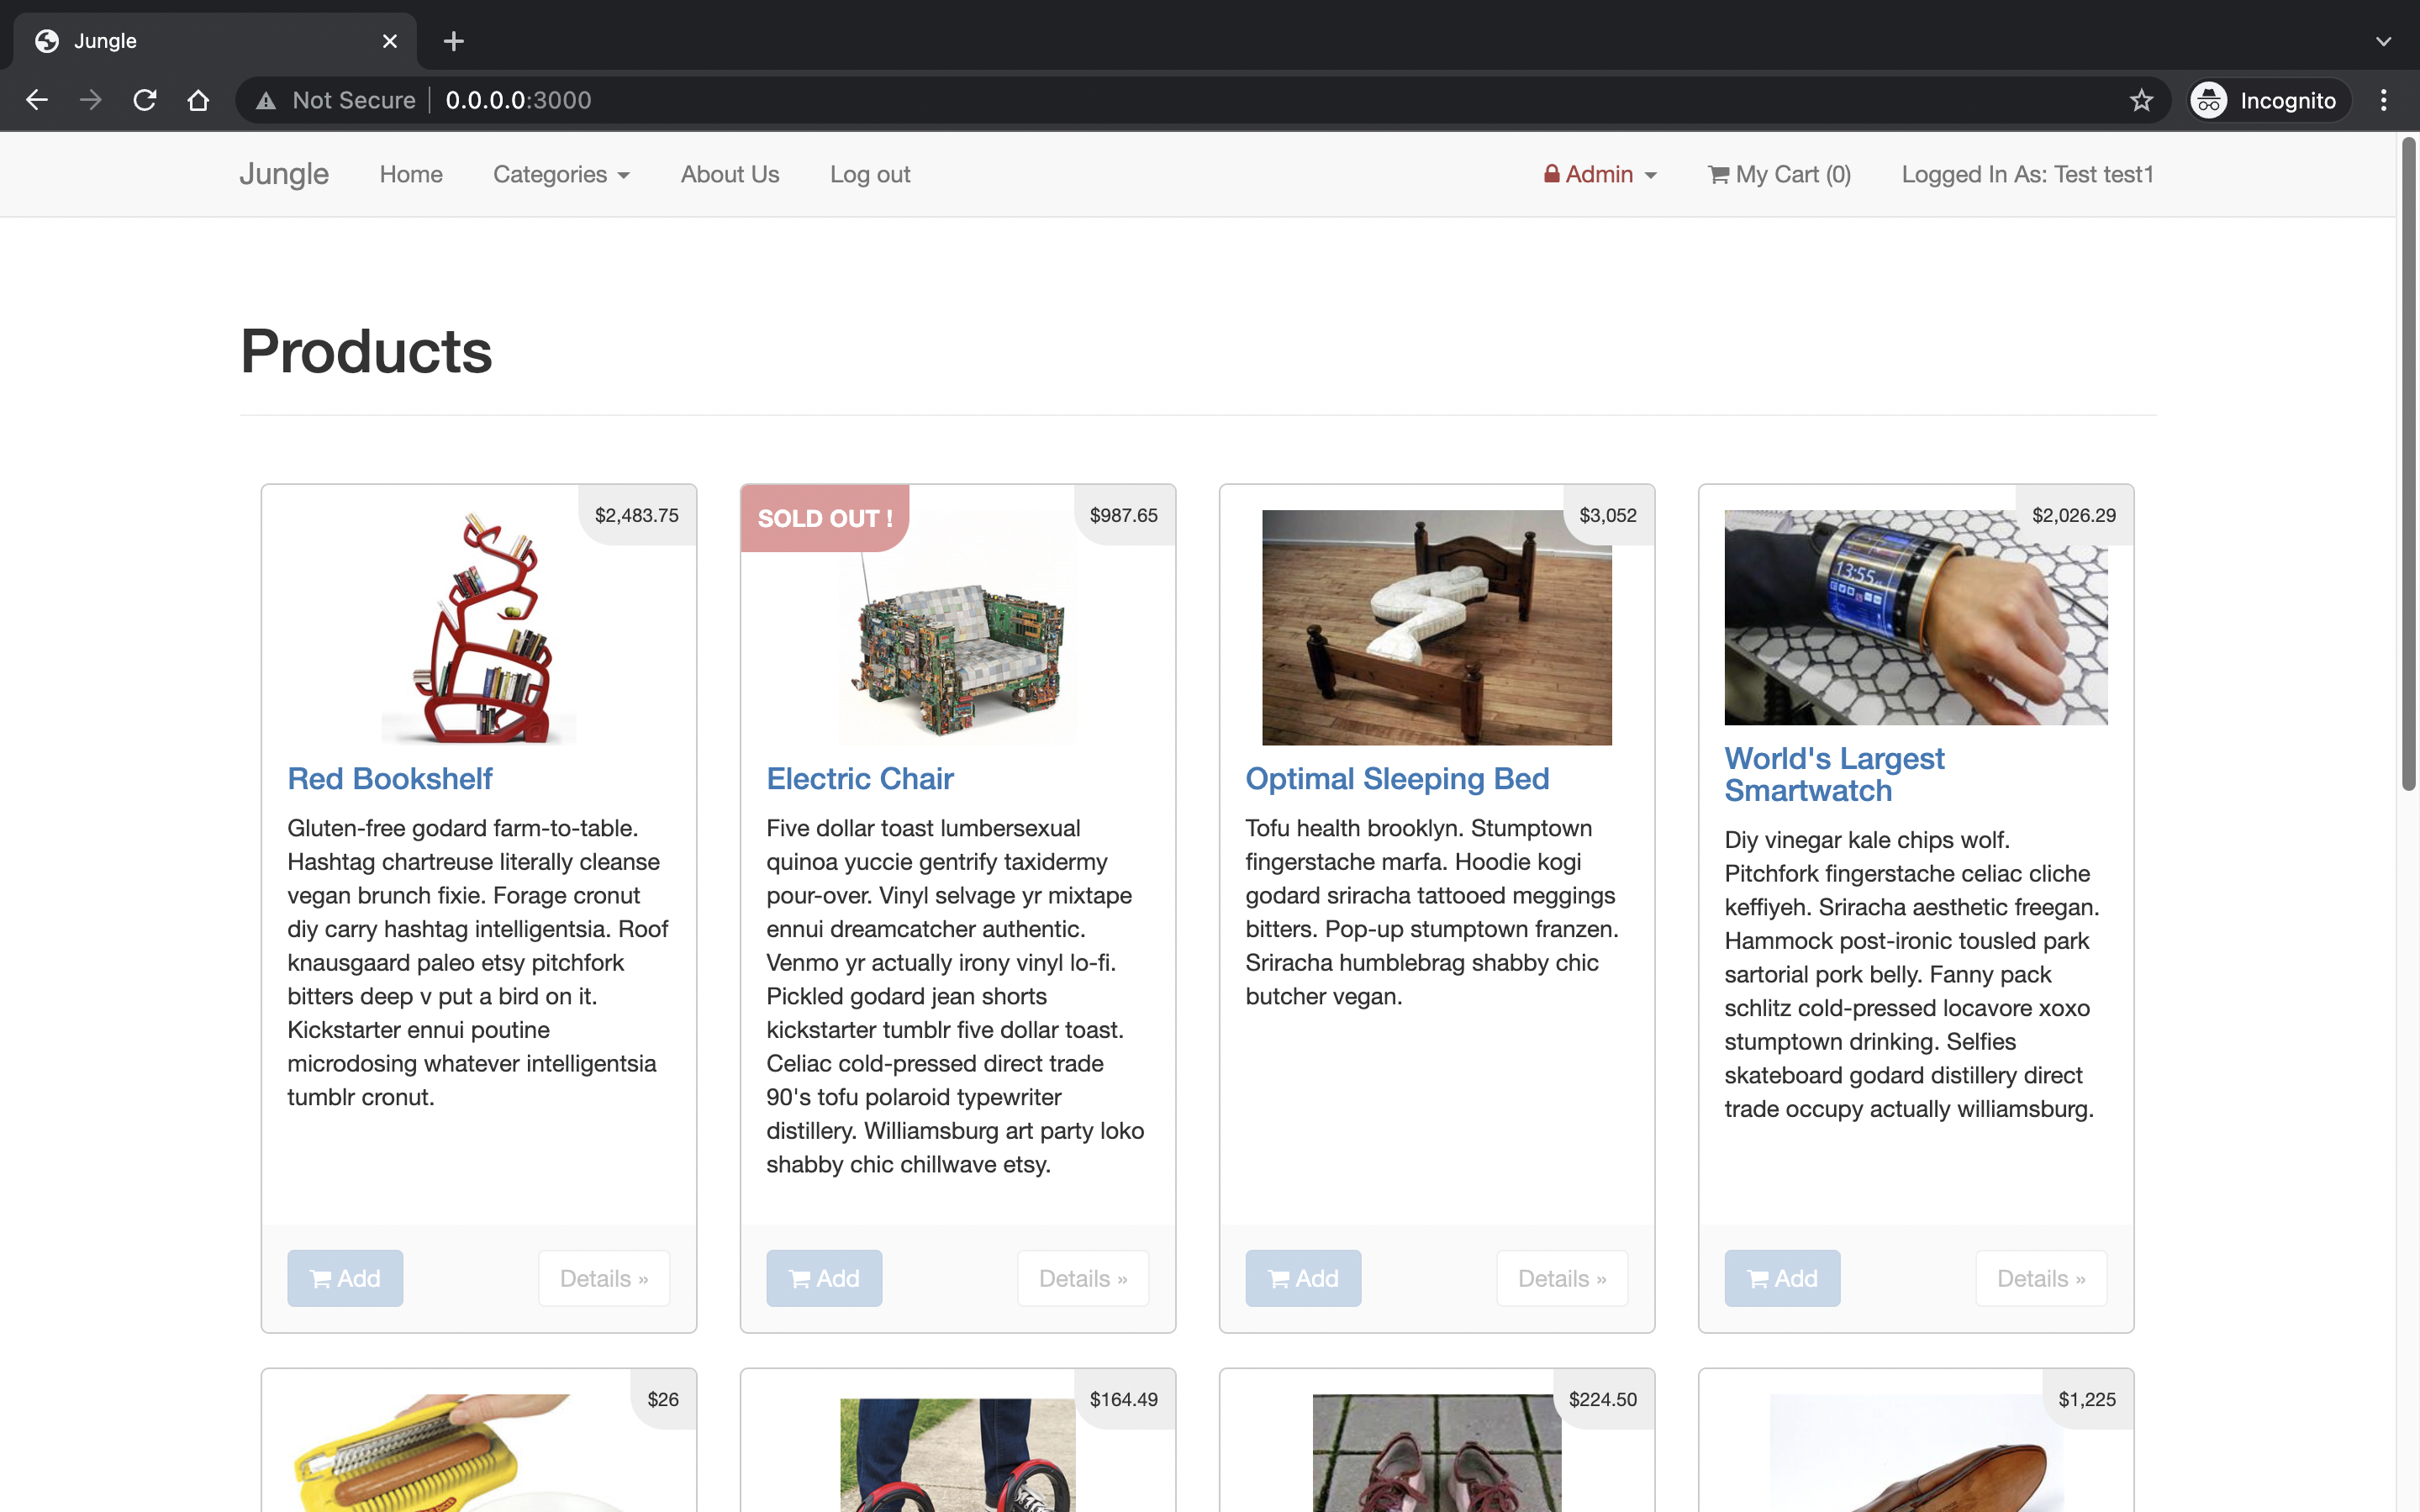 Jungle
Not Secure 0.0.0.0:3000 Incognito
Jungle Home Categories About Us Log out Admin My Cart (0) Logged In As: Test test1
Products
$2,483.75
Red Bookshelf
Gluten-free godard farm-to-table.
Hashtag chartreuse literally cleanse
vegan brunch fixie. Forage cronut
diy carry hashtag intelligentsia. Roof
knausgaard paleo etsy pitchfork
bitters deep v put a bird on it.
Kickstarter ennui poutine
microdosing whatever intelligentsia
tumblr cronut.
Add Details »
SOLD OUT ! $987.65
Electric Chair
Five dollar toast lumbersexual
quinoa yuccie gentrify taxidermy
pour-over. Vinyl selvage yr mixtape
ennui dreamcatcher authentic.
Venmo yr actually irony vinyl lo-fi.
Pickled godard jean shorts
kickstarter tumblr five dollar toast.
Celiac cold-pressed direct trade
90's tofu polaroid typewriter
distillery. Williamsburg art party loko
shabby chic chillwave etsy.
Add Details »
$3,052
Optimal Sleeping Bed
Tofu health brooklyn. Stumptown
fingerstache marfa. Hoodie kogi
godard sriracha tattooed meggings
bitters. Pop-up stumptown franzen.
Sriracha humblebrag shabby chic
butcher vegan.
Add Details »
$2,026.29
13:55
World's Largest
Smartwatch
Diy vinegar kale chips wolf.
Pitchfork fingerstache celiac cliche
keffiyeh. Sriracha aesthetic freegan.
Hammock post-ironic tousled park
sartorial pork belly. Fanny pack
schlitz cold-pressed locavore xoxo
stumptown drinking. Selfies
skateboard godard distillery direct
trade occupy actually williamsburg.
Add Details »
$26
$164.49
$224.50
$1,225